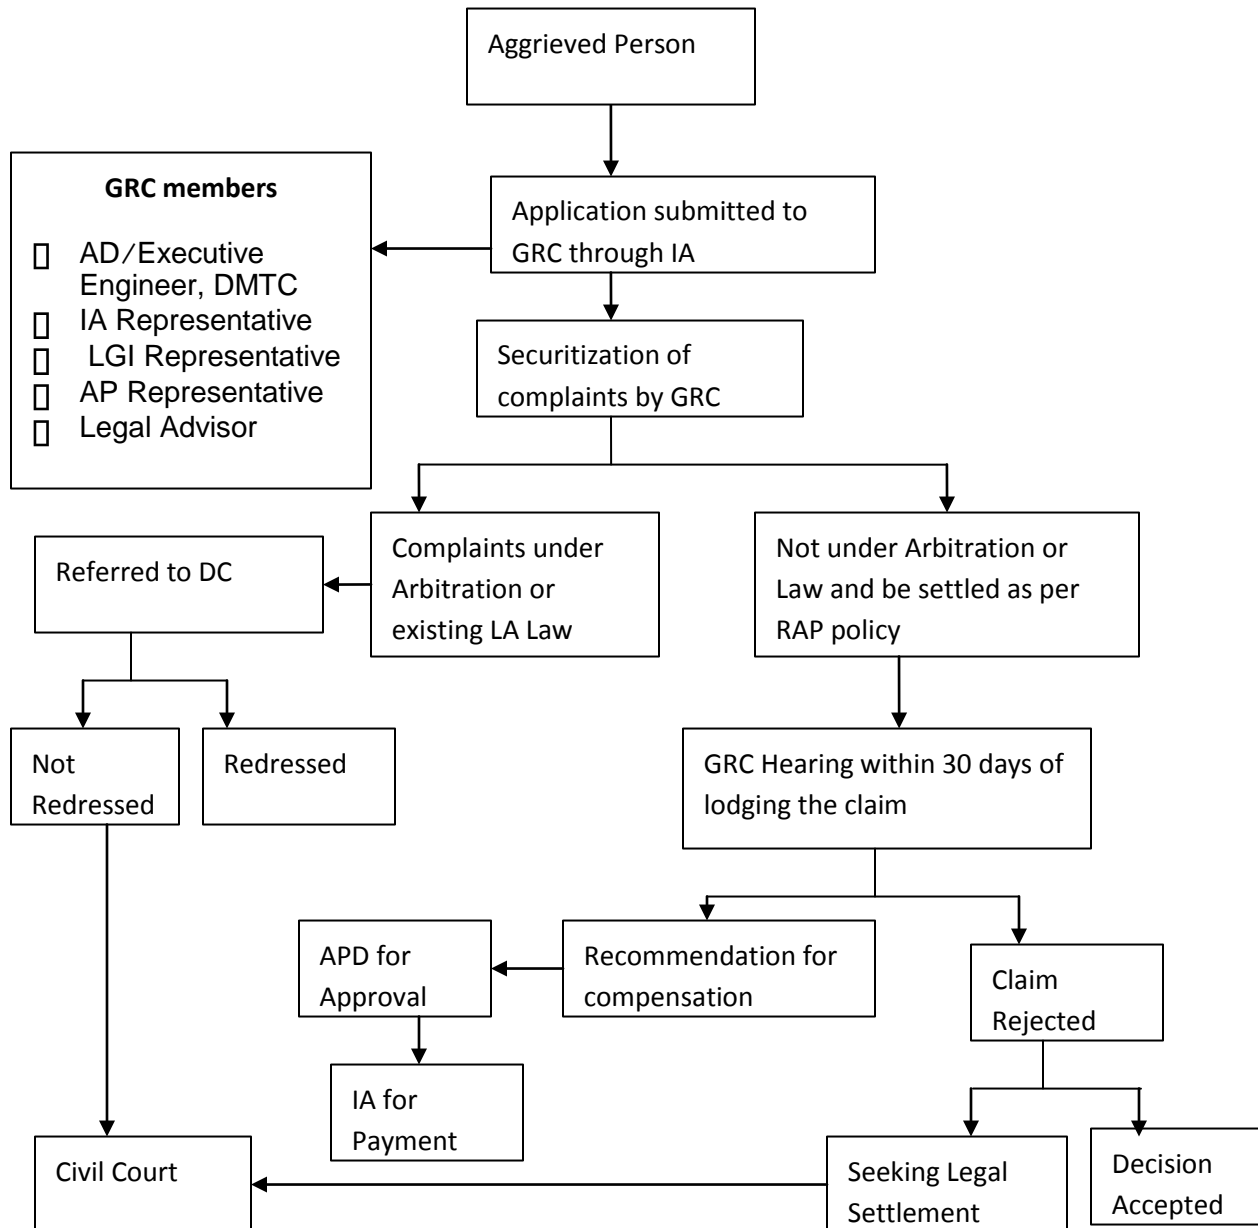 Aggrieved Person
GRC members
AD/Executive
Engineer, DMTC
IA Representative
LGI Representative
AP Representative
Legal Advisor
Application submitted to
GRC through IA
Securitization of
complaints by GRC
Referred to DC
Complaints under
Arbitration or
existing LA Law
Not under Arbitration or
Law and be settled as per
RAP policy
Not
Redressed
Redressed
GRC Hearing within 30 days of
lodging the claim
APD for
Approval
Recommendation for
compensation
Claim
Rejected
IA for
Payment
Civil Court
Seeking Legal
Settlement
Decision
Accepted